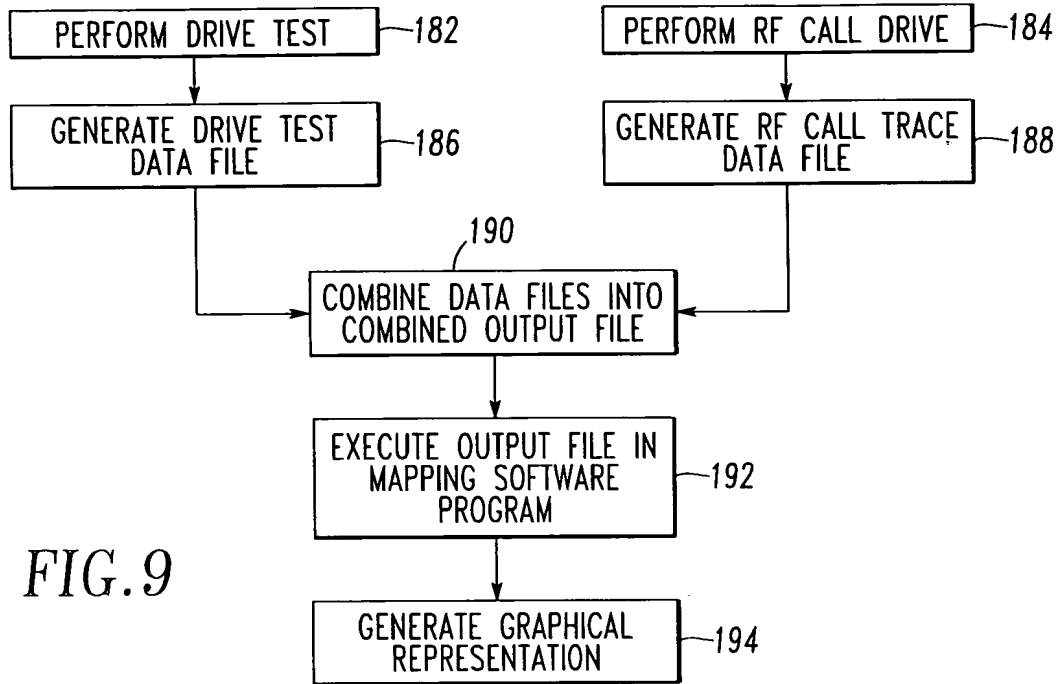 PERFORM DRIVE TEST
182
PERFORM RF CALL DRIVE
184
GENERATE DRIVE TEST
DATA FILE
186
GENERATE RF CALL TRACE
DATA FILE
188
190
COMBINE DATA FILES INTO
COMBINED OUTPUT FILE
EXECUTE OUTPUT FILE IN
MAPPING SOFTWARE
PROGRAM
192
FIG. 9
GENERATE GRAPHICAL
REPRESENTATION
194